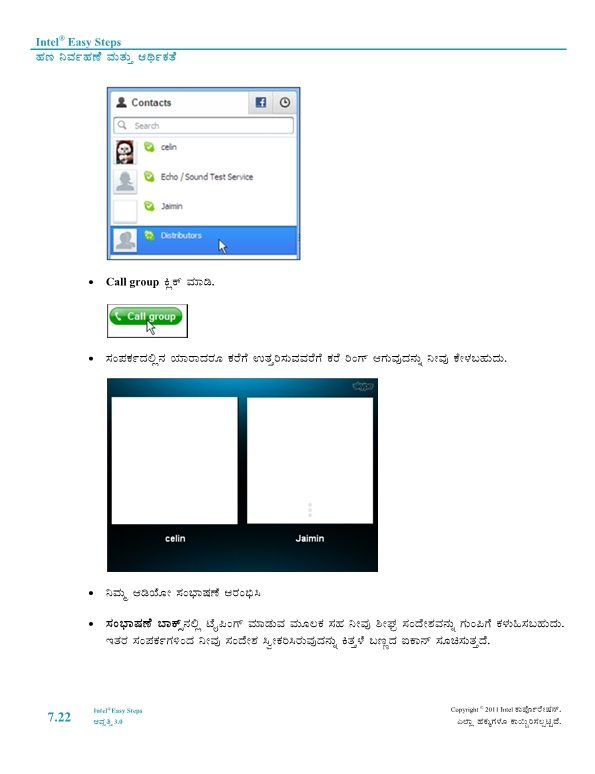 Intel® Easy Steps
ಹಣ ನಿರ್ವಹಣೆ ಮತ್ತು ಆರ್ಥಿಕತೆ
Contacts
Search
celin
Echo / Sound Test Service
Jaimin
Distributors
• Call group ಕ್ಲಿಕ್ ಮಾಡಿ.
Call group
• ಸಂಪರ್ಕದಲ್ಲಿನ ಯಾರಾದರೂ ಕರೆಗೆ ಉತ್ತರಿಸುವವರೆಗೆ ಕರೆ ರಿಂಗ್ ಆಗುವುದನ್ನು ನೀವು ಕೇಳಬಹುದು.
skype
celin Jaimin
• ನಿಮ್ಮ ಆಡಿಯೋ ಸಂಭಾಷಣೆ ಆರಂಭಿಸಿ
• ಸಂಭಾಷಣೆ ಬಾಕ್ಸ್‌ನಲ್ಲಿ ಟೈಪಿಂಗ್ ಮಾಡುವ ಮೂಲಕ ಸಹ ನೀವು ಶೀಘ್ರ ಸಂದೇಶವನ್ನು ಗುಂಪಿಗೆ ಕಳುಹಿಸಬಹುದು.
ಇತರ ಸಂಪರ್ಕಗಳಿಂದ ನೀವು ಸಂದೇಶ ಸ್ವೀಕರಿಸಿರುವುದನ್ನು ಕಿತ್ತಳೆ ಬಣ್ಣದ ಐಕಾನ್ ಸೂಚಿಸುತ್ತದೆ.
7.22
Intel® Easy Steps
ಆವೃತ್ತಿ 3.0
Copyright © 2011 Intel ಕಾರ್ಪೊರೇಷನ್.
ಎಲ್ಲಾ ಹಕ್ಕುಗಳೂ ಕಾಯ್ದಿರಿಸಲ್ಪಟ್ಟಿವೆ.